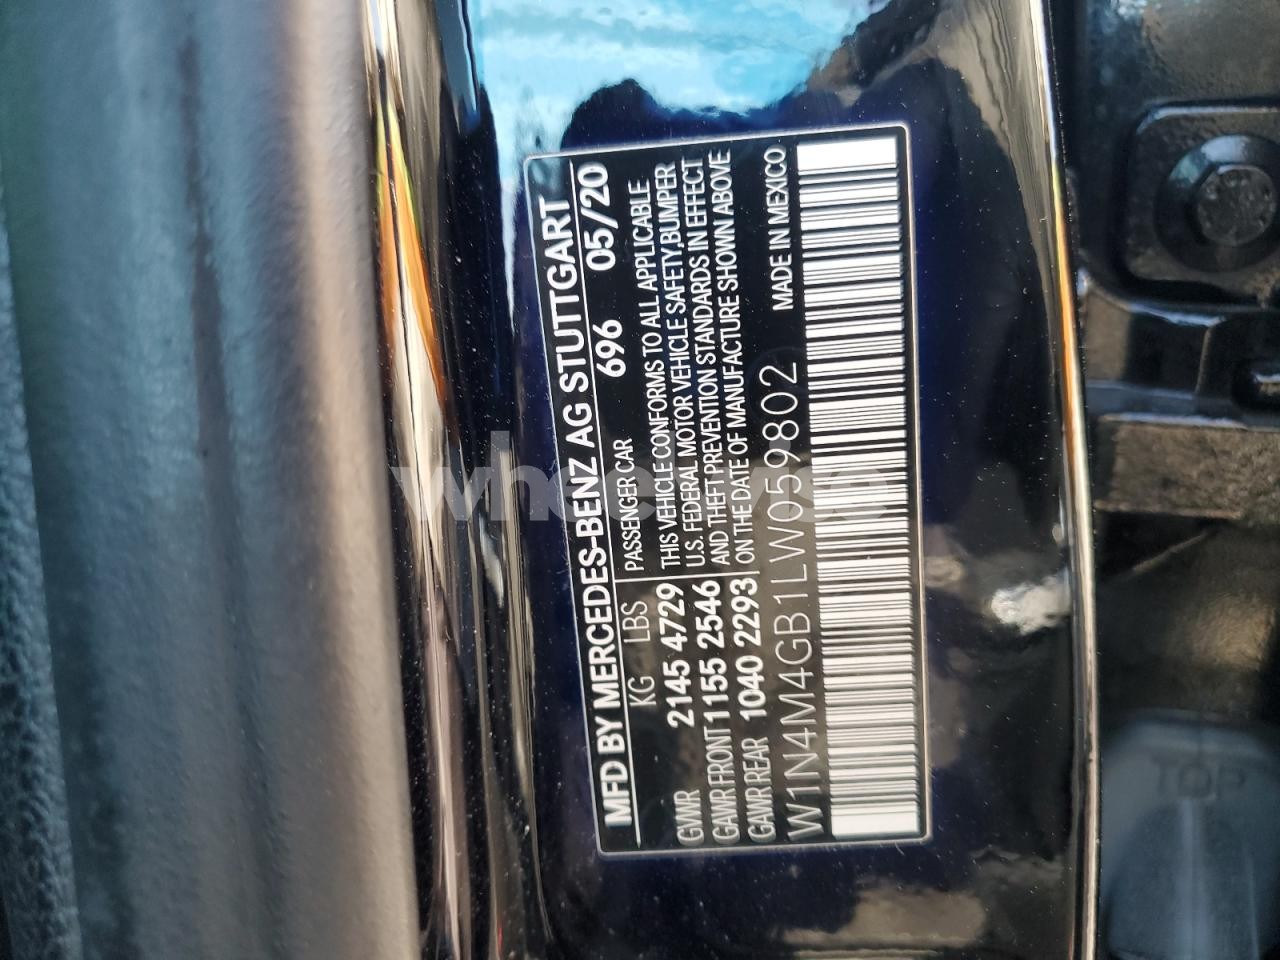 MFD BY MERCEDES-BENZ AG STUTTGART
KG LBS PASSENGER CAR 696 05/20
GVWR 2145 4729
GAWR FRONT 1155 2546
GAWR REAR 1040 2293
THIS VEHICLE CONFORMS TO ALL APPLICABLE
U.S. FEDERAL MOTOR VEHICLE SAFETY,BUMPER
AND THEFT PREVENTION STANDARDS IN EFFECT
ON THE DATE OF MANUFACTURE SHOWN ABOVE
W1N4M4GB1LW059802 MADE IN MEXICO
TOP